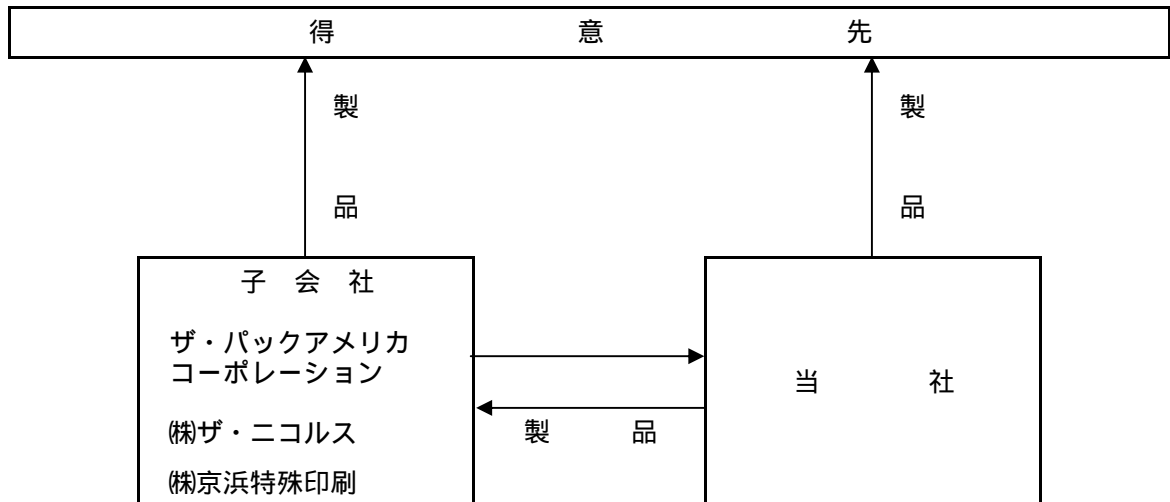 得 意 先
製 品
製 品
子 会 社
ザ・パックアメリカ
コーポレーション
㈱ザ・ニコルス
㈱京浜特殊印刷
製 品
当 社